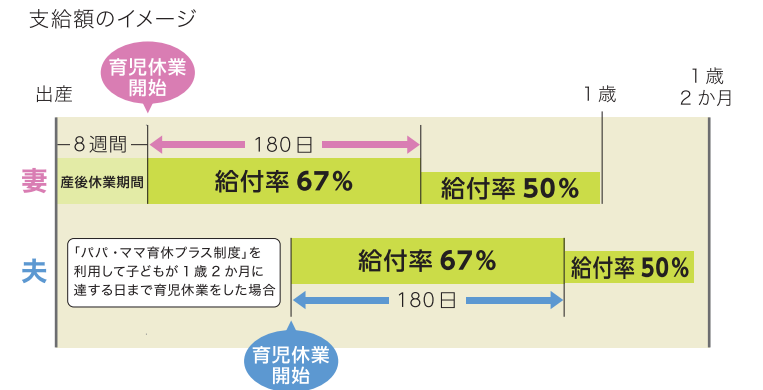 支給額のイメージ
育児休業
開始
出産
1歳
1歳
2か月
8週間
180日
妻
産後休業期間
給付率 67%
給付率 50%
夫
「パパ・ママ育休プラス制度」を
利用して子どもが1歳2か月に
達する日まで育児休業をした場合
給付率 67%
給付率 50%
180日
育児休業
開始